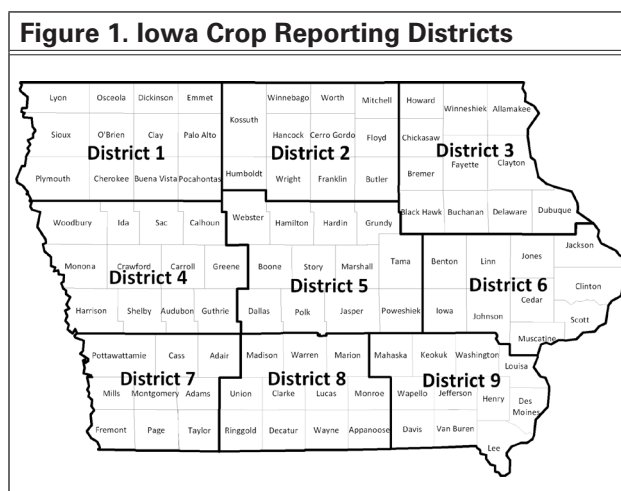 Figure 1. Iowa Crop Reporting Districts
Lyon Osceola Dickinson Emmet
Sioux O'Brien Clay Palo Alto
District 1
Plymouth Cherokee Buena Vista Pocahontas
Kossuth Winnebago Worth Mitchell
Hancock Cerro Gordo Floyd
District 2
Humboldt Wright Franklin Butler
Howard Winneshiek Allamakee
Chickasaw
District 3
Bremer Fayette Clayton
Black Hawk Buchanan Delaware Dubuque
Woodbury Ida Sac Calhoun
Monona Crawford Carroll Greene
District 4
Harrison Shelby Audubon Guthrie
Webster Hamilton Hardin Grundy
Boone Story Marshall Tama
District 5
Dallas Polk Jasper Poweshiek
Benton Linn Jones Jackson
District 6
Clinton
Cedar
Iowa Johnson Scott
Muscatine
Pottawattamie Cass Adair
District 7
Mills Montgomery Adams
Fremont Page Taylor
Madison Warren Marion
District 8
Union Clarke Lucas Monroe
Ringgold Decatur Wayne Appanoose
Mahaska Keokuk Washington Louisa
District 9
Wapello Jefferson Henry Des
Moines
Davis Van Buren
Lee